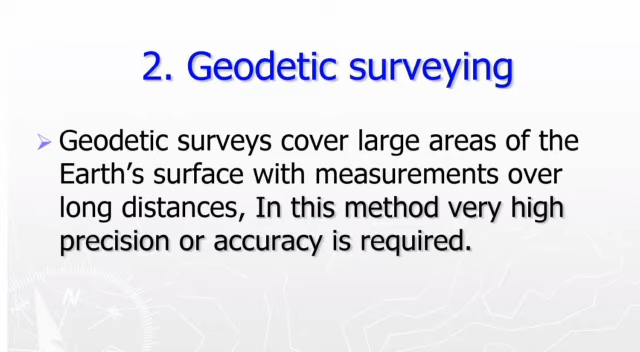 2. Geodetic surveying
➢ Geodetic surveys cover large areas of the
Earth’s surface with measurements over
long distances, In this method very high
precision or accuracy is required.
N